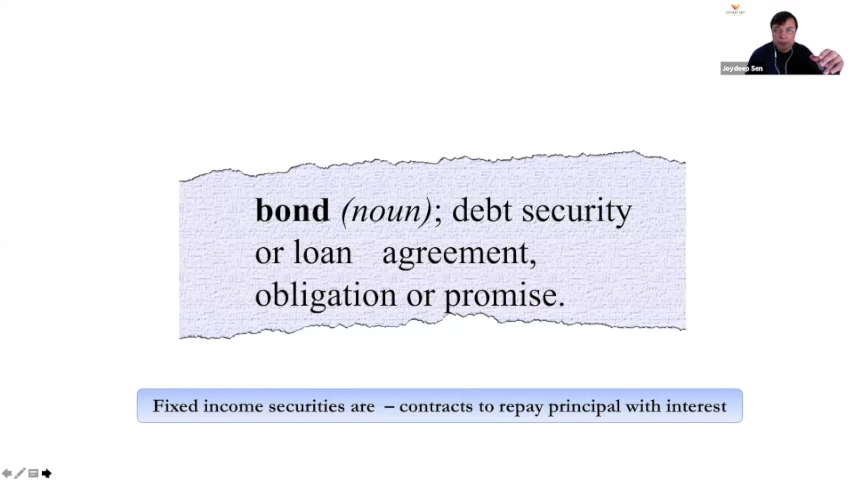 Joydeep Sen
bond (noun); debt security
or loan agreement,
obligation or promise.
Fixed income securities are – contracts to repay principal with interest